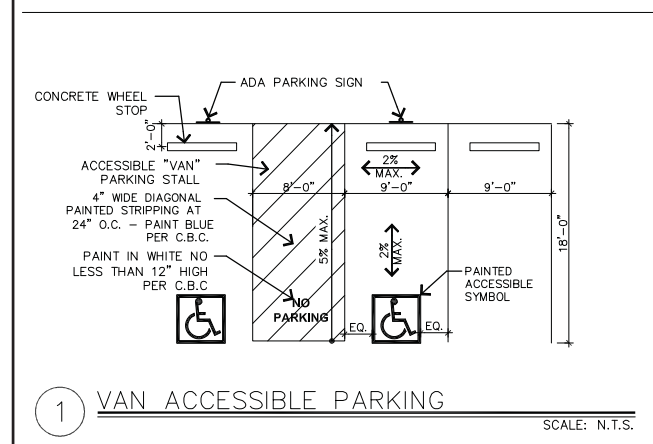 ADA PARKING SIGN
CONCRETE WHEEL
STOP
2'-0"
ACCESSIBLE "VAN"
PARKING STALL
4" WIDE DIAGONAL
PAINTED STRIPPING AT
24" O.C. – PAINT BLUE
PER C.B.C.
PAINT IN WHITE NO
LESS THAN 12" HIGH
PER C.B.C
2%
MAX.
8'-0"
9'-0"
9'-0"
18'-0"
5% MAX.
2%
MAX.
PAINTED
ACCESSIBLE
SYMBOL
NO
PARKING
EQ.
EQ.
1
VAN ACCESSIBLE PARKING
SCALE: N.T.S.